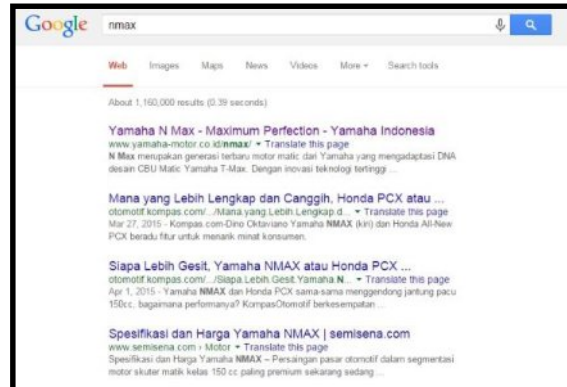 Google nmax
Web Images Maps News Videos More Search tools
About 1,160,000 results (0.39 seconds)
Yamaha N Max - Maximum Perfection - Yamaha Indonesia
www.yamaha-motor.co.id/nmax/ Translate this page
N Max merupakan generasi terbaru motor matic dari Yamaha yang mengadaptasi DNA
desain CBU Matic Yamaha T-Max. Dengan inovasi teknologi tertinggi ...
Mana yang Lebih Lengkap dan Canggih, Honda PCX atau ...
otomotif.kompas.com/.../Mana.yang.Lebih.Lengkap.d... Translate this page
Mar 27, 2015 - Kompas.com-Dino Oktaviano Yamaha NMAX (kiri) dan Honda All-New
PCX beradu fitur untuk menarik minat konsumen.
Siapa Lebih Gesit, Yamaha NMAX atau Honda PCX ...
otomotif.kompas.com/.../Siapa.Lebih.Gesit.Yamaha.N... Translate this page
Apr 1, 2015 - Yamaha NMAX dan Honda PCX sama-sama menggendong jantung pacu
150cc. bagaimana performanya? KompasOtomotif berkesempatan ...
Spesifikasi dan Harga Yamaha NMAX | semisena.com
www.semisena.com › Motor Translate this page
Spesifikasi dan Harga Yamaha NMAX – Persaingan pasar otomotif dalam segmentasi
motor skuter matik kelas 150 cc paling premium sekarang sedang ...